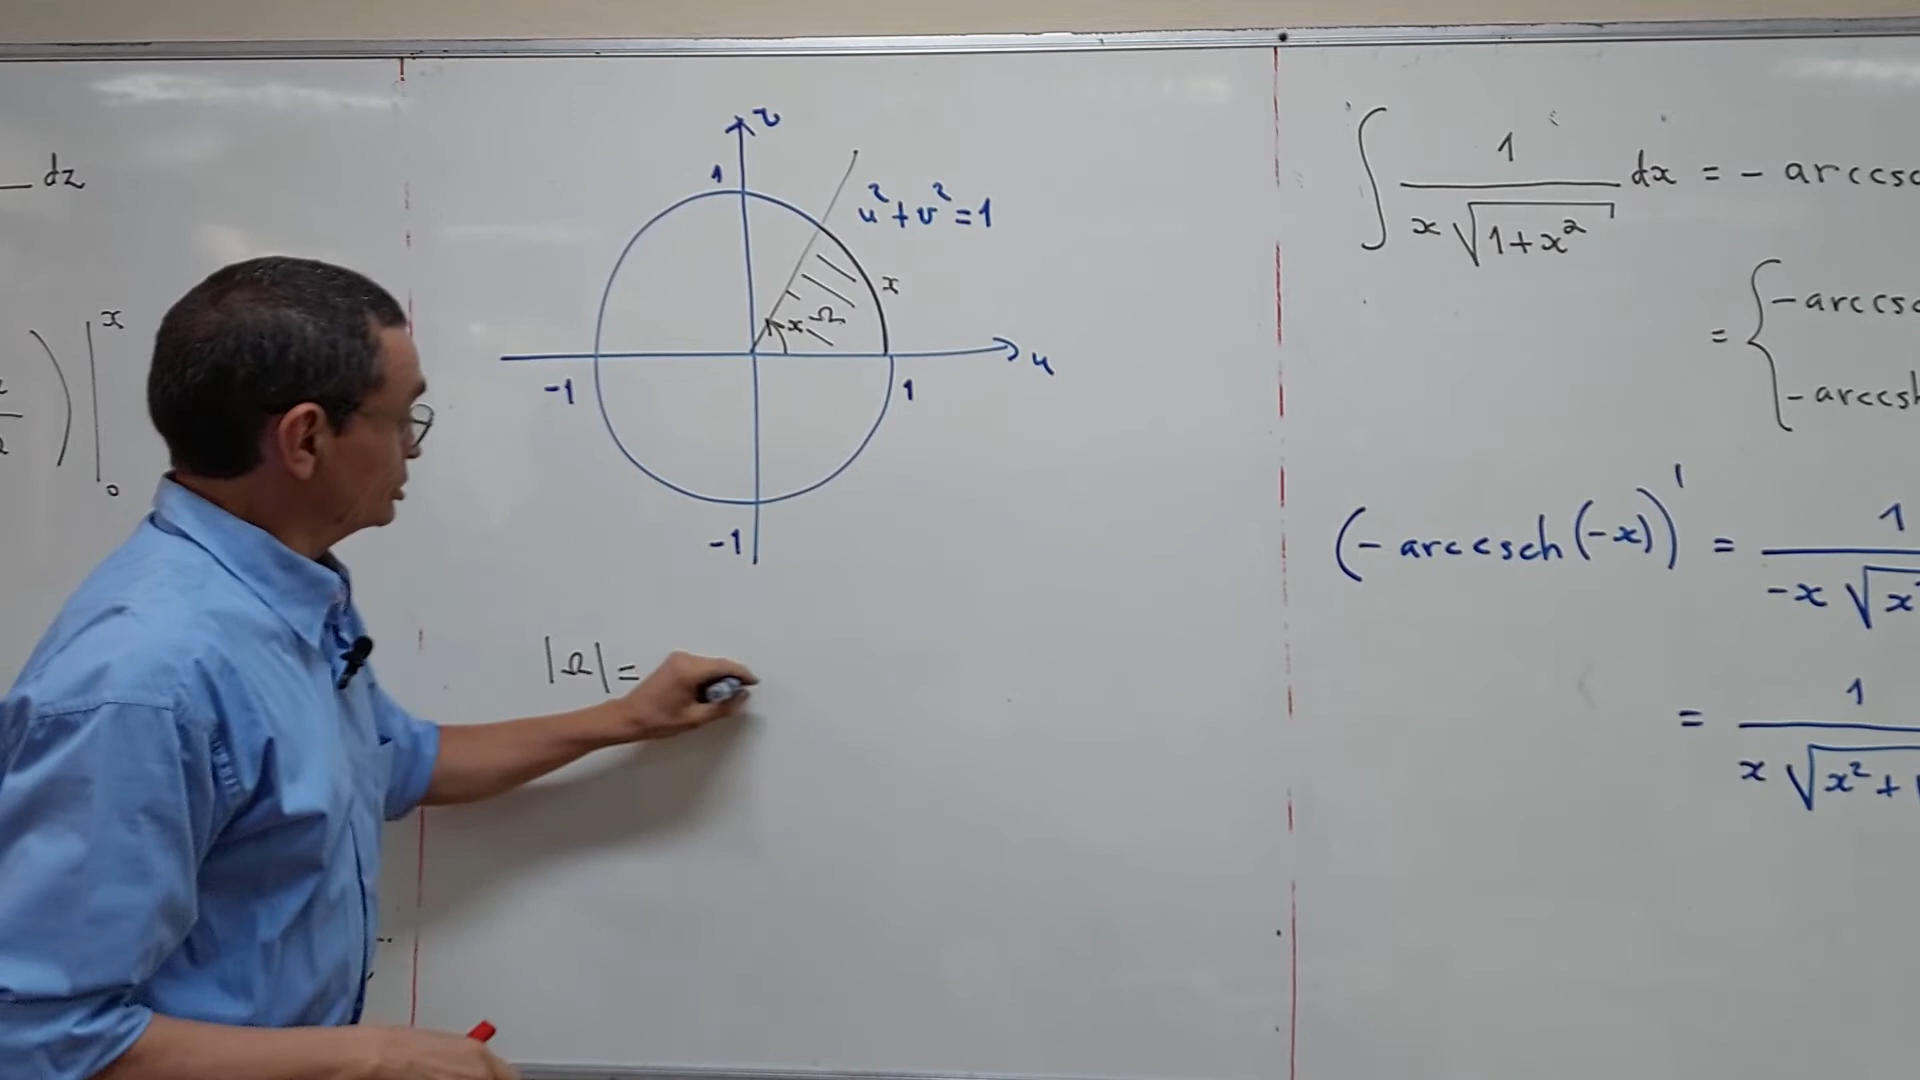 dz
x
0
v
1
u²+v²=1
x
x Ω
u
-1
1
-1
|Ω| =
∫ 1/(x√(1+x²)) dx = - arccsc
= { -arccsc
-arccsh
(-arccsch(-x))' = 1/(-x√x²
= 1/(x√x²+